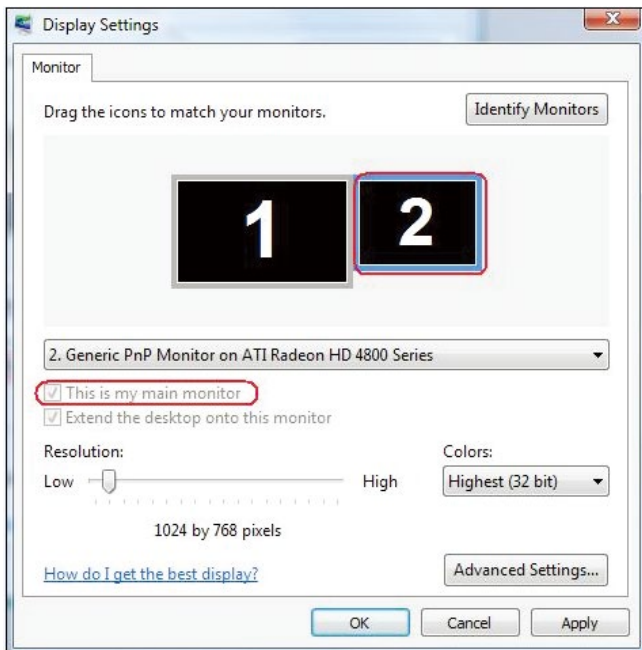 Display Settings
Monitor
Drag the icons to match your monitors.
Identify Monitors
1
2
2. Generic PnP Monitor on ATI Radeon HD 4800 Series
This is my main monitor
Extend the desktop onto this monitor
Resolution:
Colors:
Low
High
Highest (32 bit)
1024 by 768 pixels
How do I get the best display?
Advanced Settings...
OK
Cancel
Apply